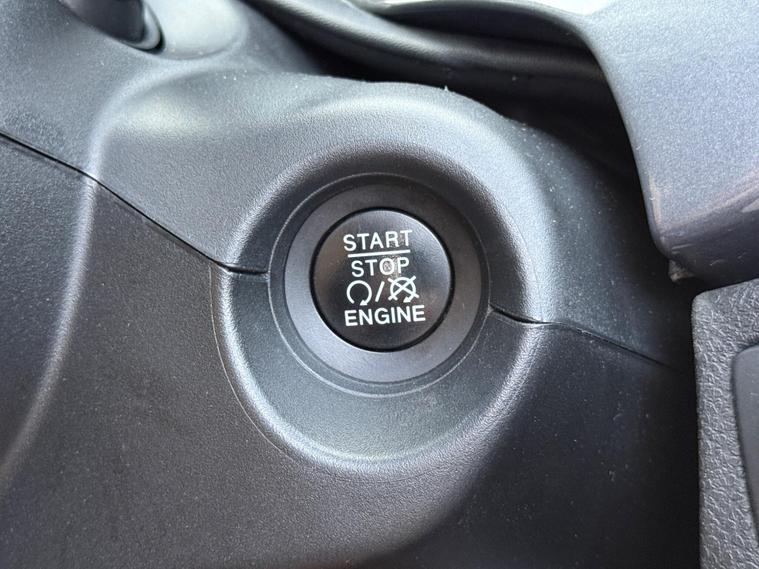 START
STOP
/
ENGINE